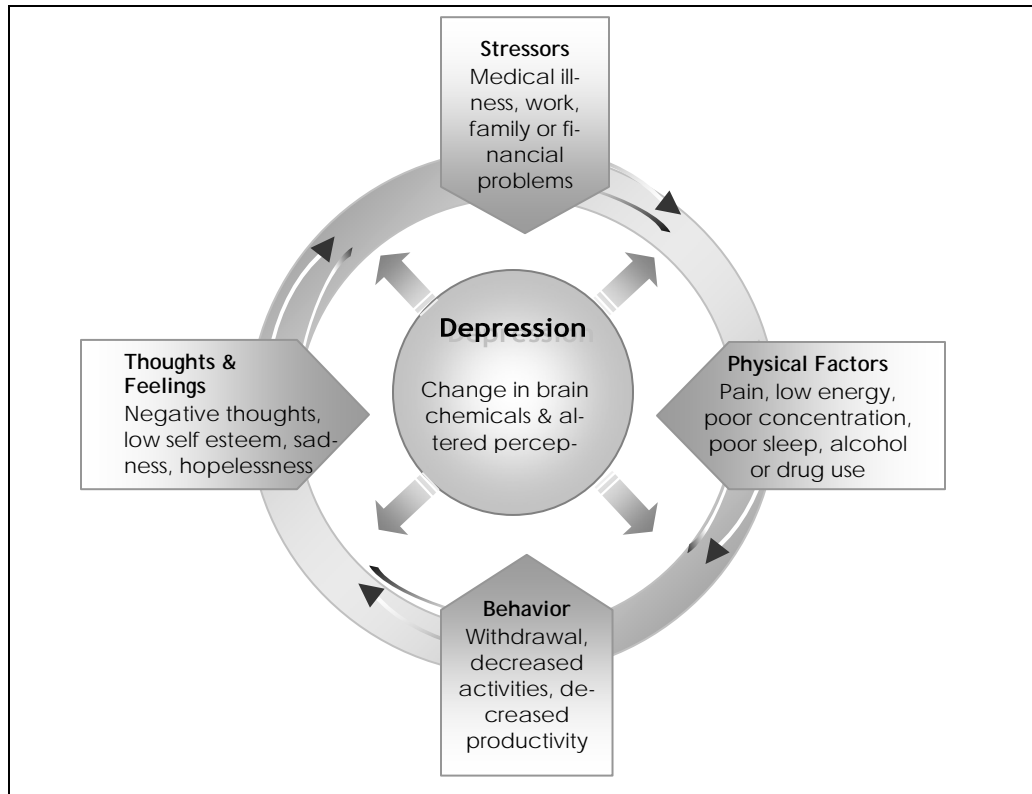 Stressors
Medical ill-
ness, work,
family or fi-
nancial
problems
Depression
Change in brain
chemicals & al-
tered percep-
Thoughts &
Feelings
Negative thoughts,
low self esteem, sad-
ness, hopelessness
Physical Factors
Pain, low energy,
poor concentration,
poor sleep, alcohol
or drug use
Behavior
Withdrawal,
decreased
activities, de-
creased
productivity